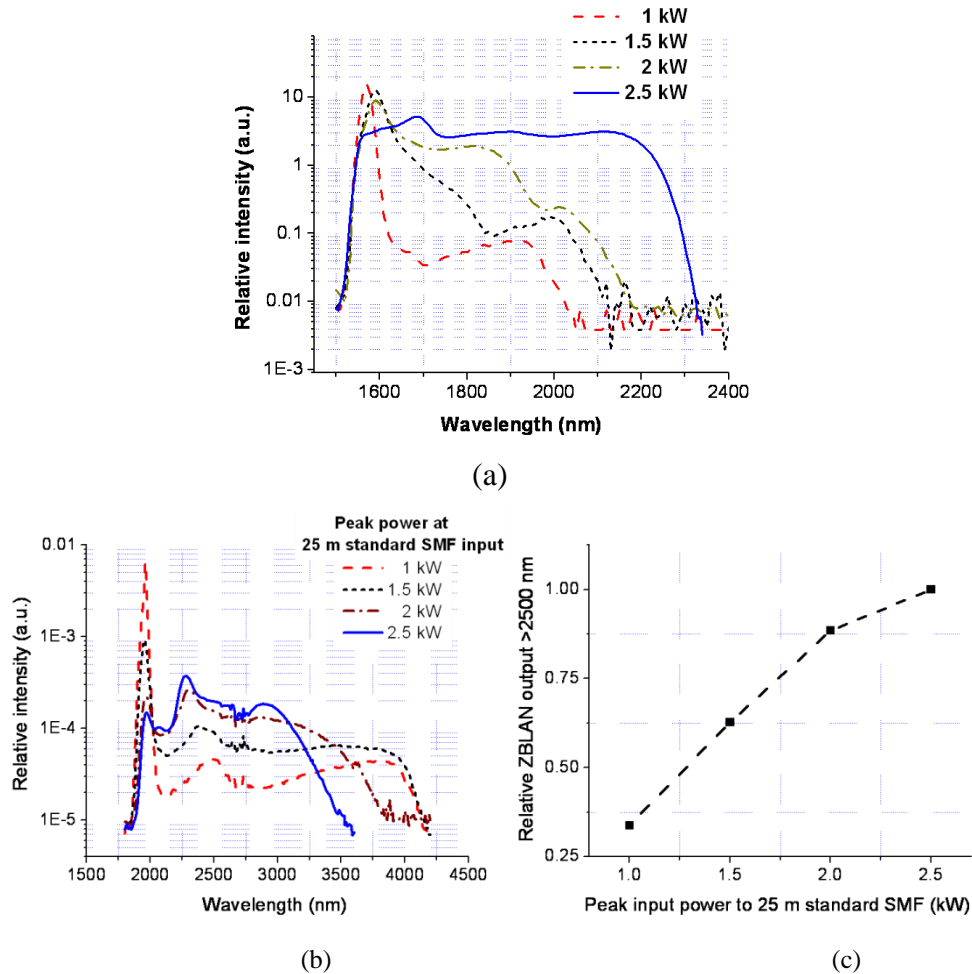 1 kW
1.5 kW
2 kW
2.5 kW
Relative intensity (a.u.)
10
1
0.1
0.01
1E-3
1600 1800 2000 2200 2400
Wavelength (nm)
(a)
Peak power at
25 m standard SMF input
1 kW
1.5 kW
2 kW
2.5 kW
Relative intensity (a.u.)
0.01
1E-3
1E-4
1E-5
1500 2000 2500 3000 3500 4000 4500
Wavelength (nm)
(b)
Relative ZBLAN output >2500 nm
1.00
0.75
0.50
0.25
1.0 1.5 2.0 2.5
Peak input power to 25 m standard SMF (kW)
(c)